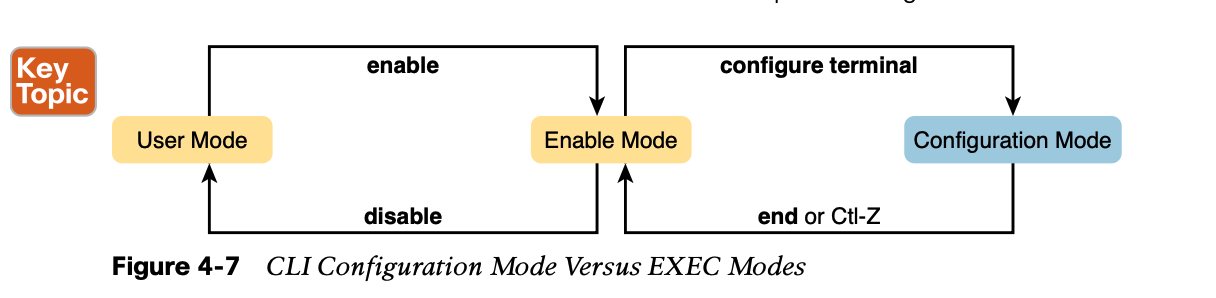 Key
Topic
enable
configure terminal
User Mode
Enable Mode
Configuration Mode
disable
end or Ctl-Z
Figure 4-7 CLI Configuration Mode Versus EXEC Modes